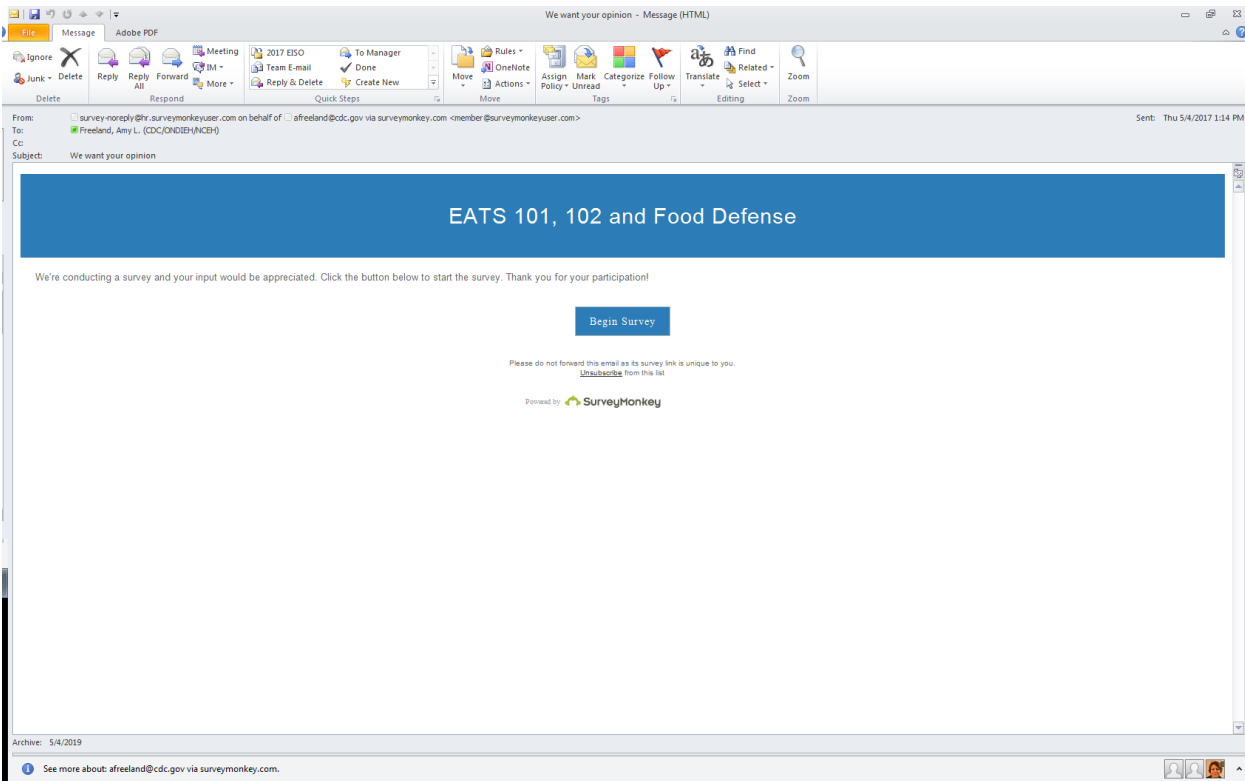 We want your opinion - Message (HTML)
File Message Adobe PDF
Ignore
Junk
Delete
Reply
Reply All
Forward
Meeting
IM
More
2017 EISO
Team E-mail
Reply & Delete
To Manager
Done
Create New
Move
Rules
OneNote
Actions
Assign Policy
Mark Unread
Categorize
Follow Up
Translate
Find
Related
Select
Zoom
Delete Respond Quick Steps Move Tags Editing Zoom
From: survey-noreply@hr.surveymonkeyuser.com on behalf of afreeland@cdc.gov via surveymonkey.com <member@surveymonkeyuser.com> Sent: Thu 5/4/2017 1:14 PM
To: Freeland, Amy L. (CDC/ONDIEH/NCEH)
Cc:
Subject: We want your opinion
EATS 101, 102 and Food Defense
We're conducting a survey and your input would be appreciated. Click the button below to start the survey. Thank you for your participation!
Begin Survey
Please do not forward this email as its survey link is unique to you.
Unsubscribe from this list
Powered by SurveyMonkey
Archive: 5/4/2019
See more about: afreeland@cdc.gov via surveymonkey.com.